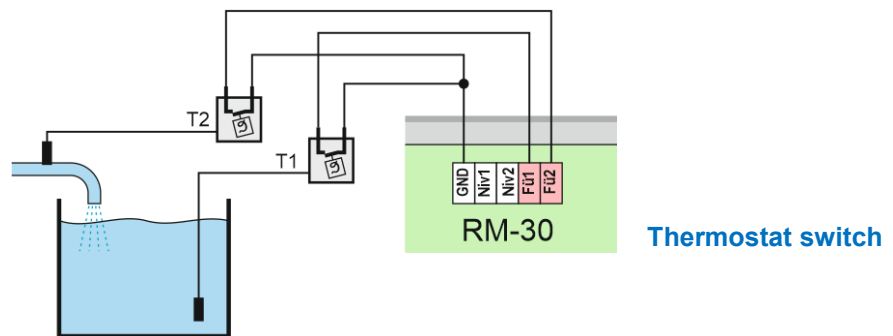 T2
T1
GND
Niv1
Niv2
Fü1
Fü2
RM-30
Thermostat switch